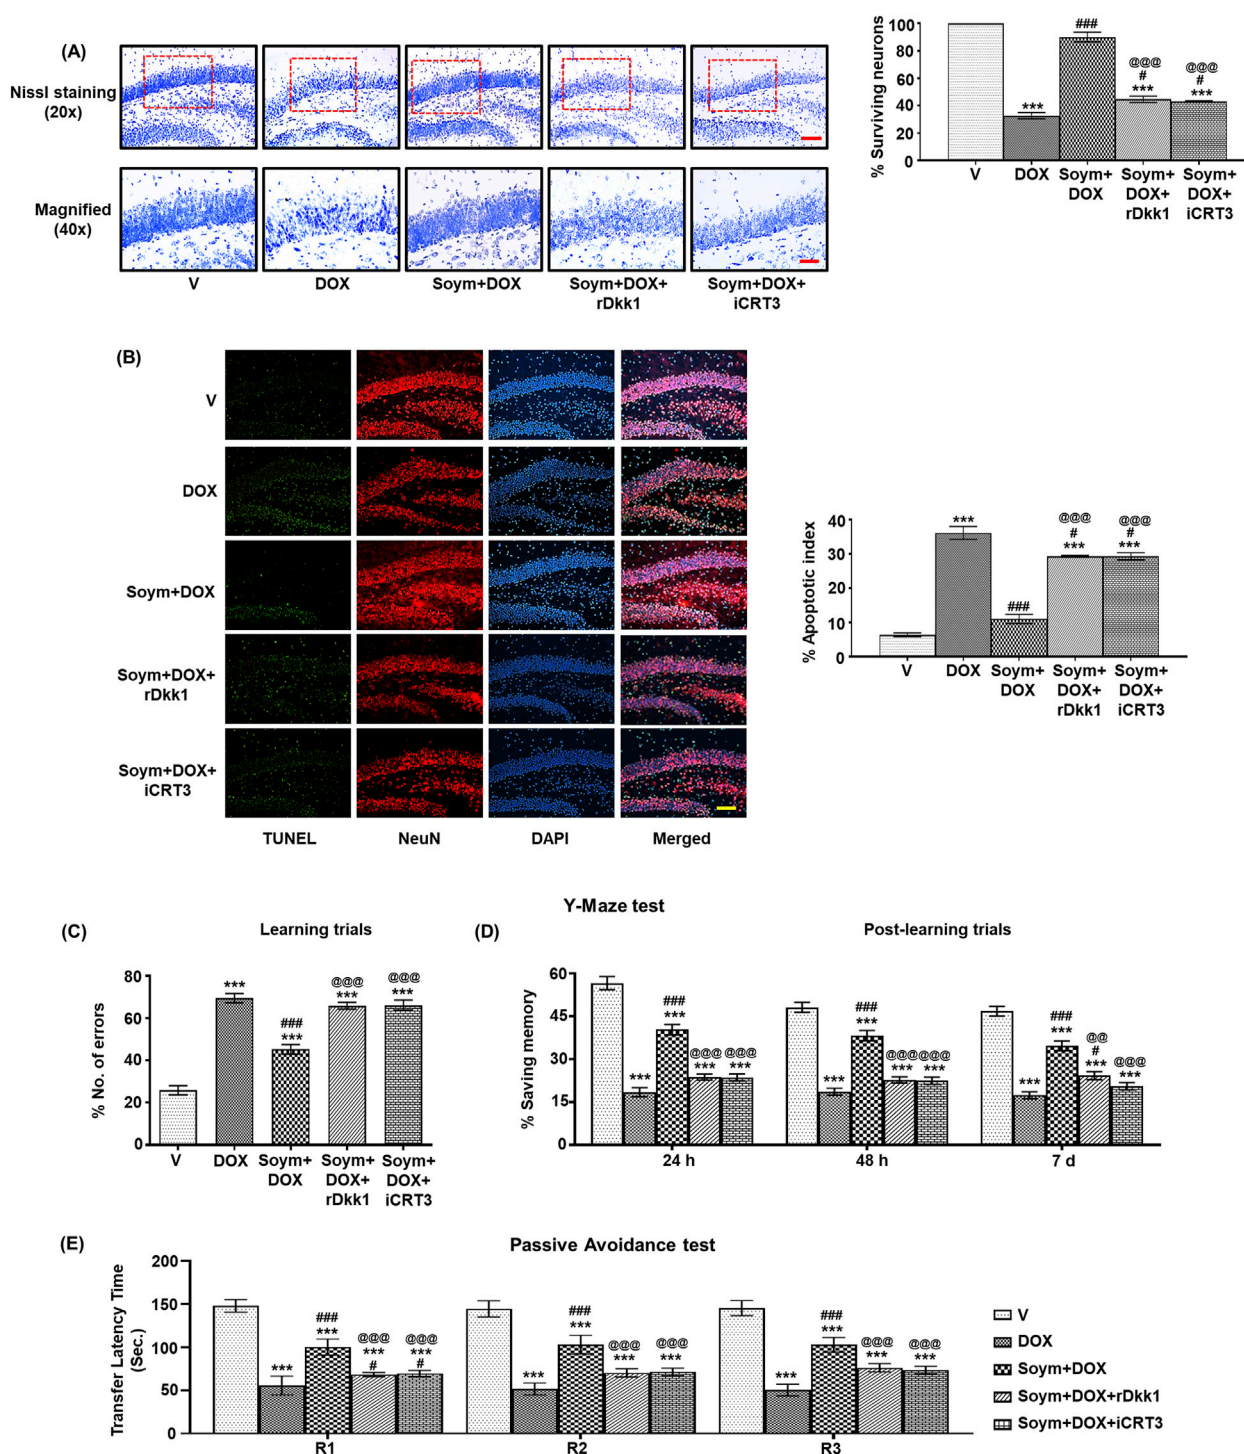 (A)
Nissl staining
(20x)
Magnified
(40x)
V
DOX
Soym+DOX
Soym+DOX+
rDkk1
Soym+DOX+
iCRT3
% Surviving neurons
100
80
60
40
20
0
***
###
@@@
#
***
@@@
#
***
V
DOX
Soym+
DOX
Soym+
DOX+
rDkk1
Soym+
DOX+
iCRT3
(B)
V
DOX
Soym+DOX
Soym+DOX+
rDkk1
Soym+DOX+
iCRT3
TUNEL
NeuN
DAPI
Merged
% Apoptotic index
40
30
20
10
0
***
###
@@@
#
***
@@@
#
***
V
DOX
Soym+
DOX
Soym+
DOX+
rDkk1
Soym+
DOX+
iCRT3
Y-Maze test
(C)
Learning trials
% No. of errors
80
60
40
20
0
***
###
***
@@@
***
@@@
***
V
DOX
Soym+
DOX
Soym+
DOX+
rDkk1
Soym+
DOX+
iCRT3
(D)
Post-learning trials
% Saving memory
60
45
30
15
0
***
###
***
@@@
***
@@@
***
***
###
***
@@@
***
@@@
***
***
###
***
@@
#
***
@@@
***
24 h
48 h
7 d
(E)
Passive Avoidance test
Transfer Latency Time
(Sec.)
200
150
100
50
0
***
###
***
@@@
***
#
@@@
***
#
***
###
***
@@@
***
@@@
***
***
###
***
@@@
***
@@@
***
R1
R2
R3
V
DOX
Soym+DOX
Soym+DOX+rDkk1
Soym+DOX+iCRT3